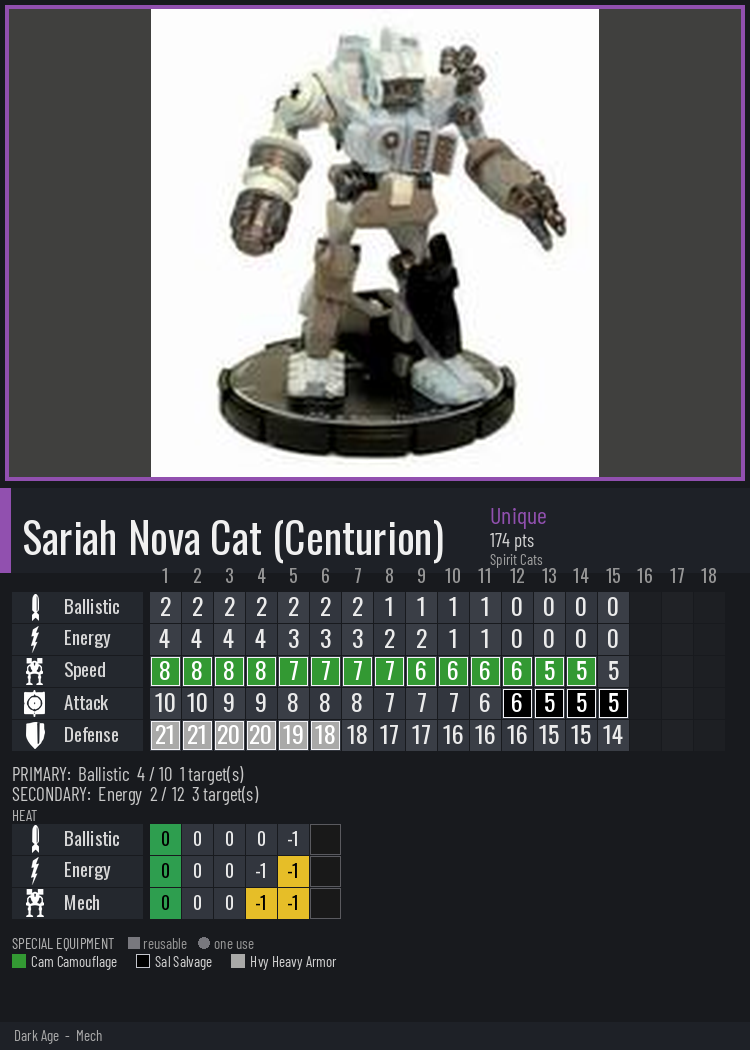 Sariah Nova Cat (Centurion)
Unique
174 pts
Spirit Cats
1 2 3 4 5 6 7 8 9 10 11 12 13 14 15 16 17 18
Ballistic 2 2 2 2 2 2 2 1 1 1 1 0 0 0 0
Energy 4 4 4 4 3 3 3 2 2 1 1 0 0 0 0
Speed 8 8 8 8 7 7 7 7 6 6 6 6 5 5 5
Attack 10 10 9 9 8 8 8 7 7 7 6 6 5 5 5
Defense 21 21 20 20 19 18 18 17 17 16 16 16 15 15 14
PRIMARY: Ballistic 4 / 10 1 target(s)
SECONDARY: Energy 2 / 12 3 target(s)
HEAT
Ballistic 0 0 0 0 -1
Energy 0 0 0 -1 -1
Mech 0 0 0 -1 -1
SPECIAL EQUIPMENT reusable one use
Cam Camouflage Sal Salvage Hvy Heavy Armor
Dark Age - Mech